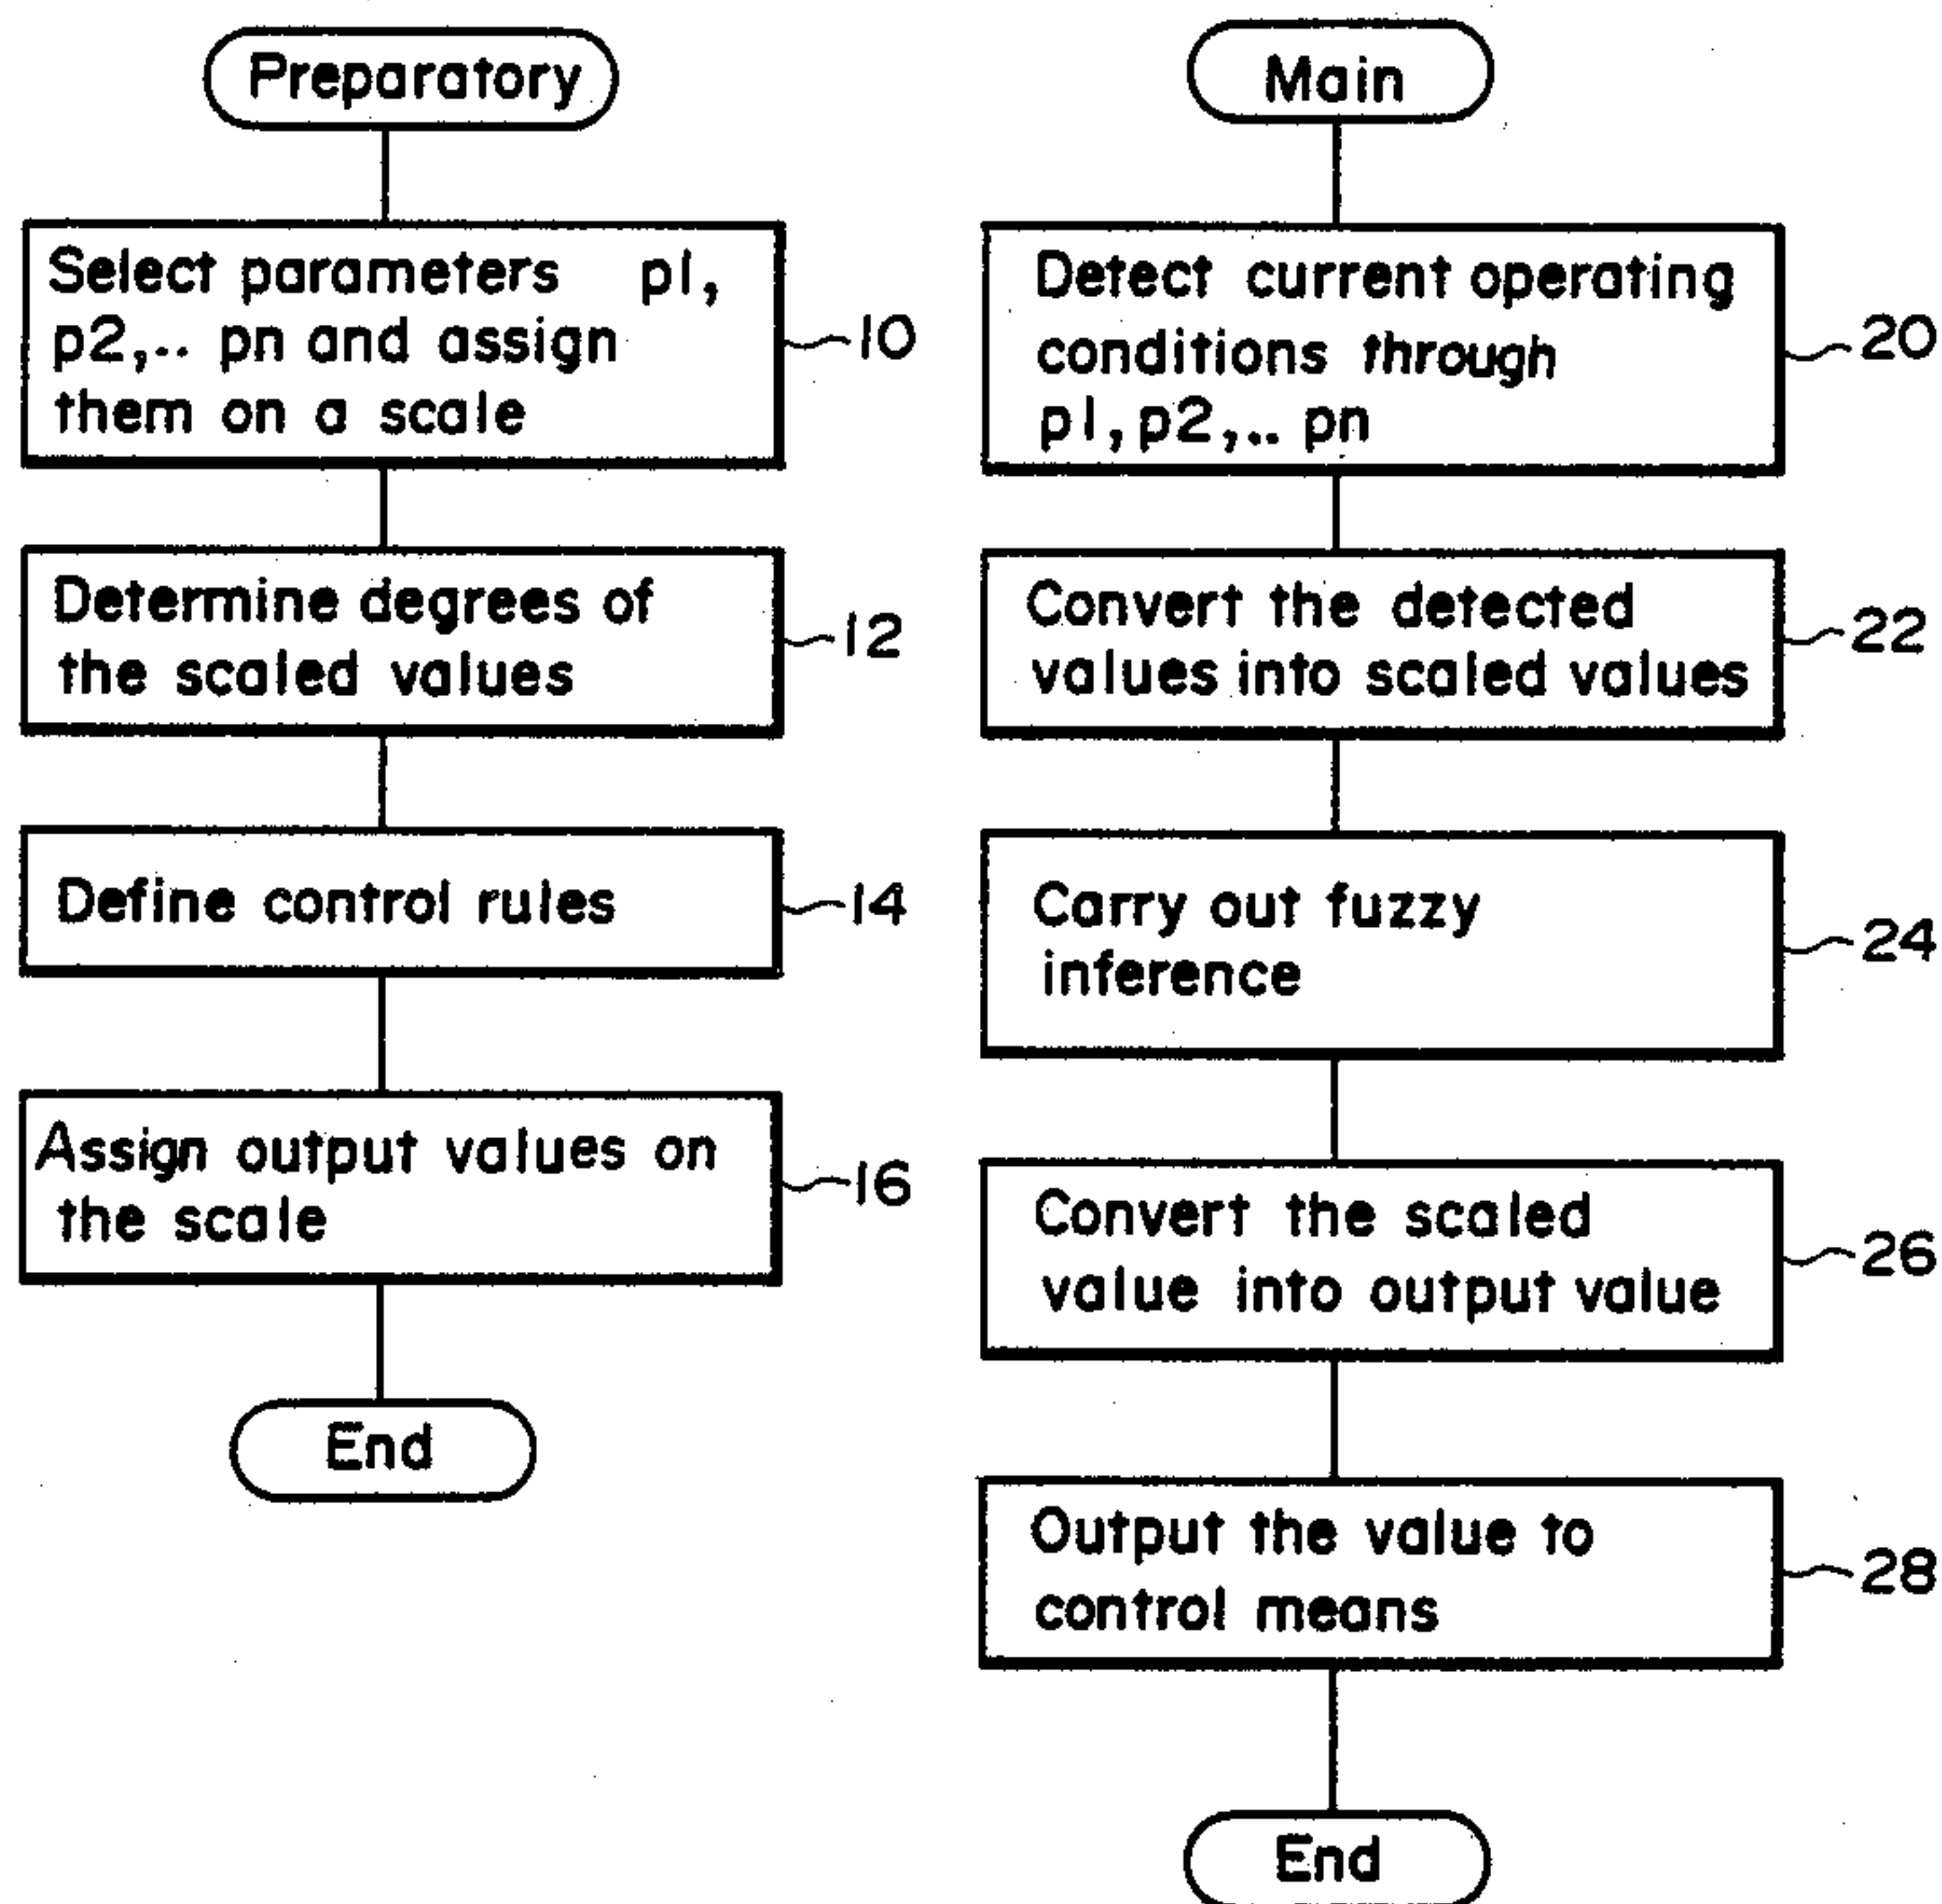 Preparatory
Select parameters p1,
p2,.. pn and assign
them on a scale
10
Determine degrees of
the scaled values
12
Define control rules
14
Assign output values on
the scale
16
End
Main
Detect current operating
conditions through
p1,p2,.. pn
20
Convert the detected
values into scaled values
22
Carry out fuzzy
inference
24
Convert the scaled
value into output value
26
Output the value to
control means
28
End